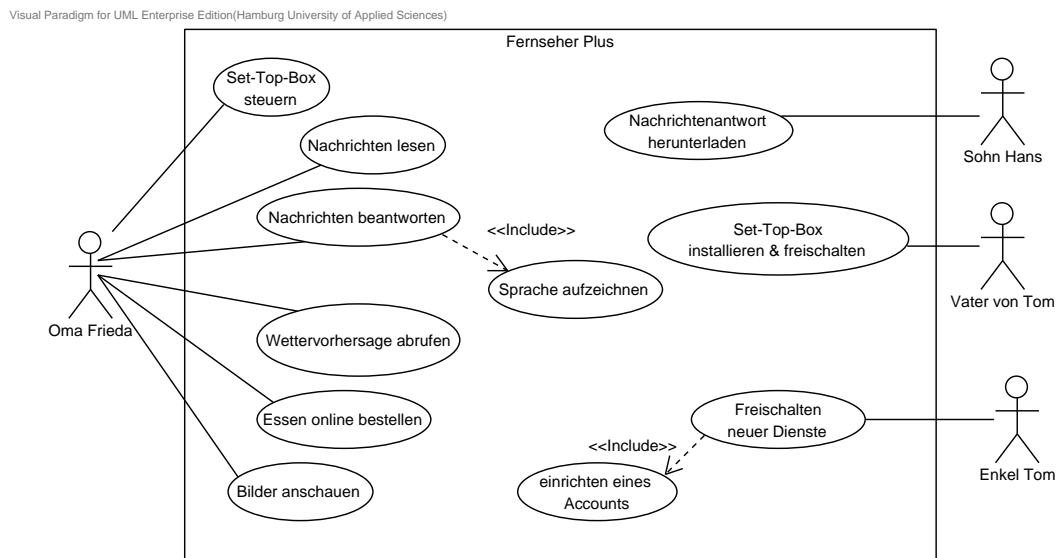 Visual Paradigm for UML Enterprise Edition(Hamburg University of Applied Sciences)
Fernseher Plus
Set-Top-Box
steuern
Nachrichten lesen
Nachrichten beantworten
<<Include>>
Sprache aufzeichnen
Oma Frieda
Wettervorhersage abrufen
Essen online bestellen
Bilder anschauen
Nachrichtenantwort
herunterladen
Sohn Hans
Set-Top-Box
installieren & freischalten
Vater von Tom
Freischalten
neuer Dienste
<<Include>>
einrichten eines
Accounts
Enkel Tom